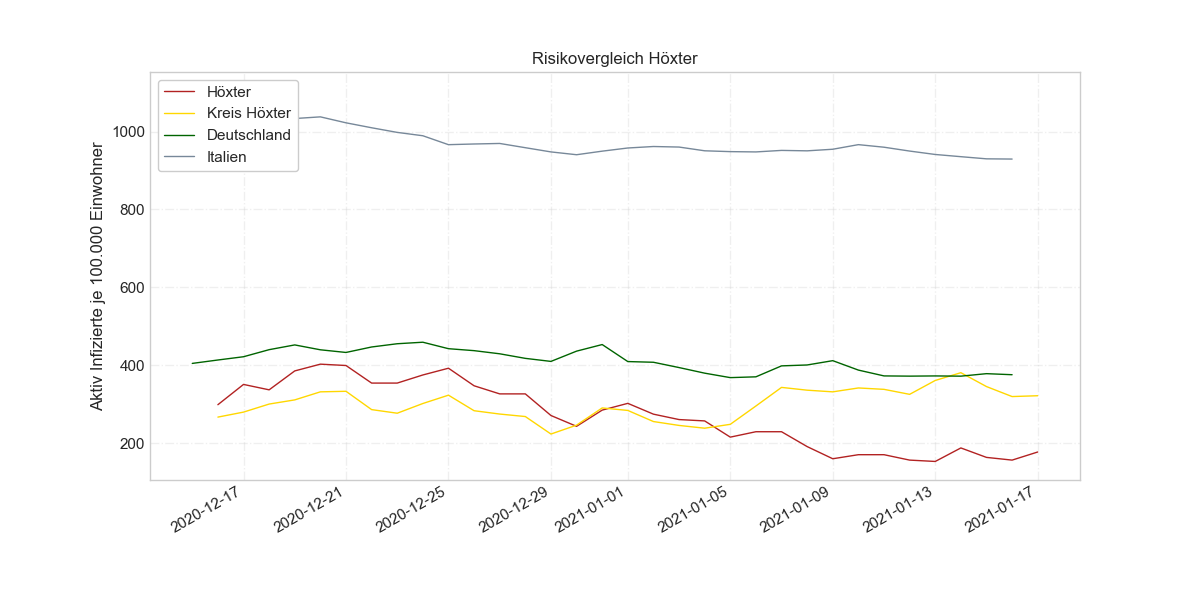 Risikovergleich Höxter
Höxter
Kreis Höxter
Deutschland
Italien
Aktiv Infizierte je 100.000 Einwohner
1000
800
600
400
200
2020-12-17
2020-12-21
2020-12-25
2020-12-29
2021-01-01
2021-01-05
2021-01-09
2021-01-13
2021-01-17